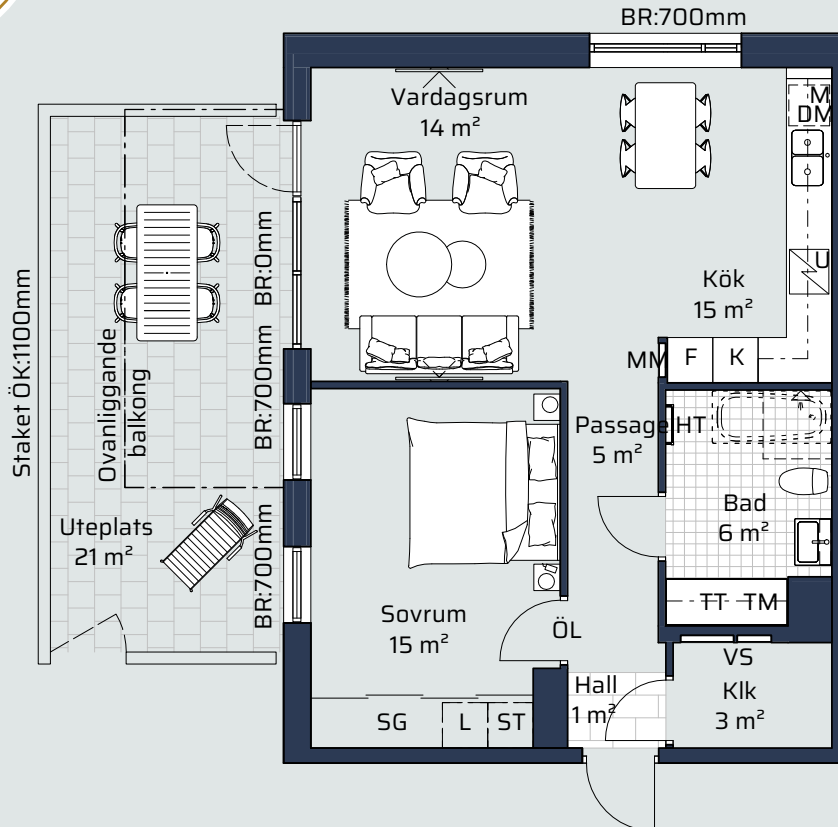 BR:700mm
Vardagsrum
14 m²
M
DM
U
Kök
15 m²
MM
F
K
BR:0mm
BR:700mm
BR:700mm
Staket ÖK:1100mm
Ovanliggande
balkong
Uteplats
21 m²
Passage
5 m²
HT
Bad
6 m²
TT
TM
Sovrum
15 m²
ÖL
VS
Klk
3 m²
Hall
1 m²
SG
L
ST